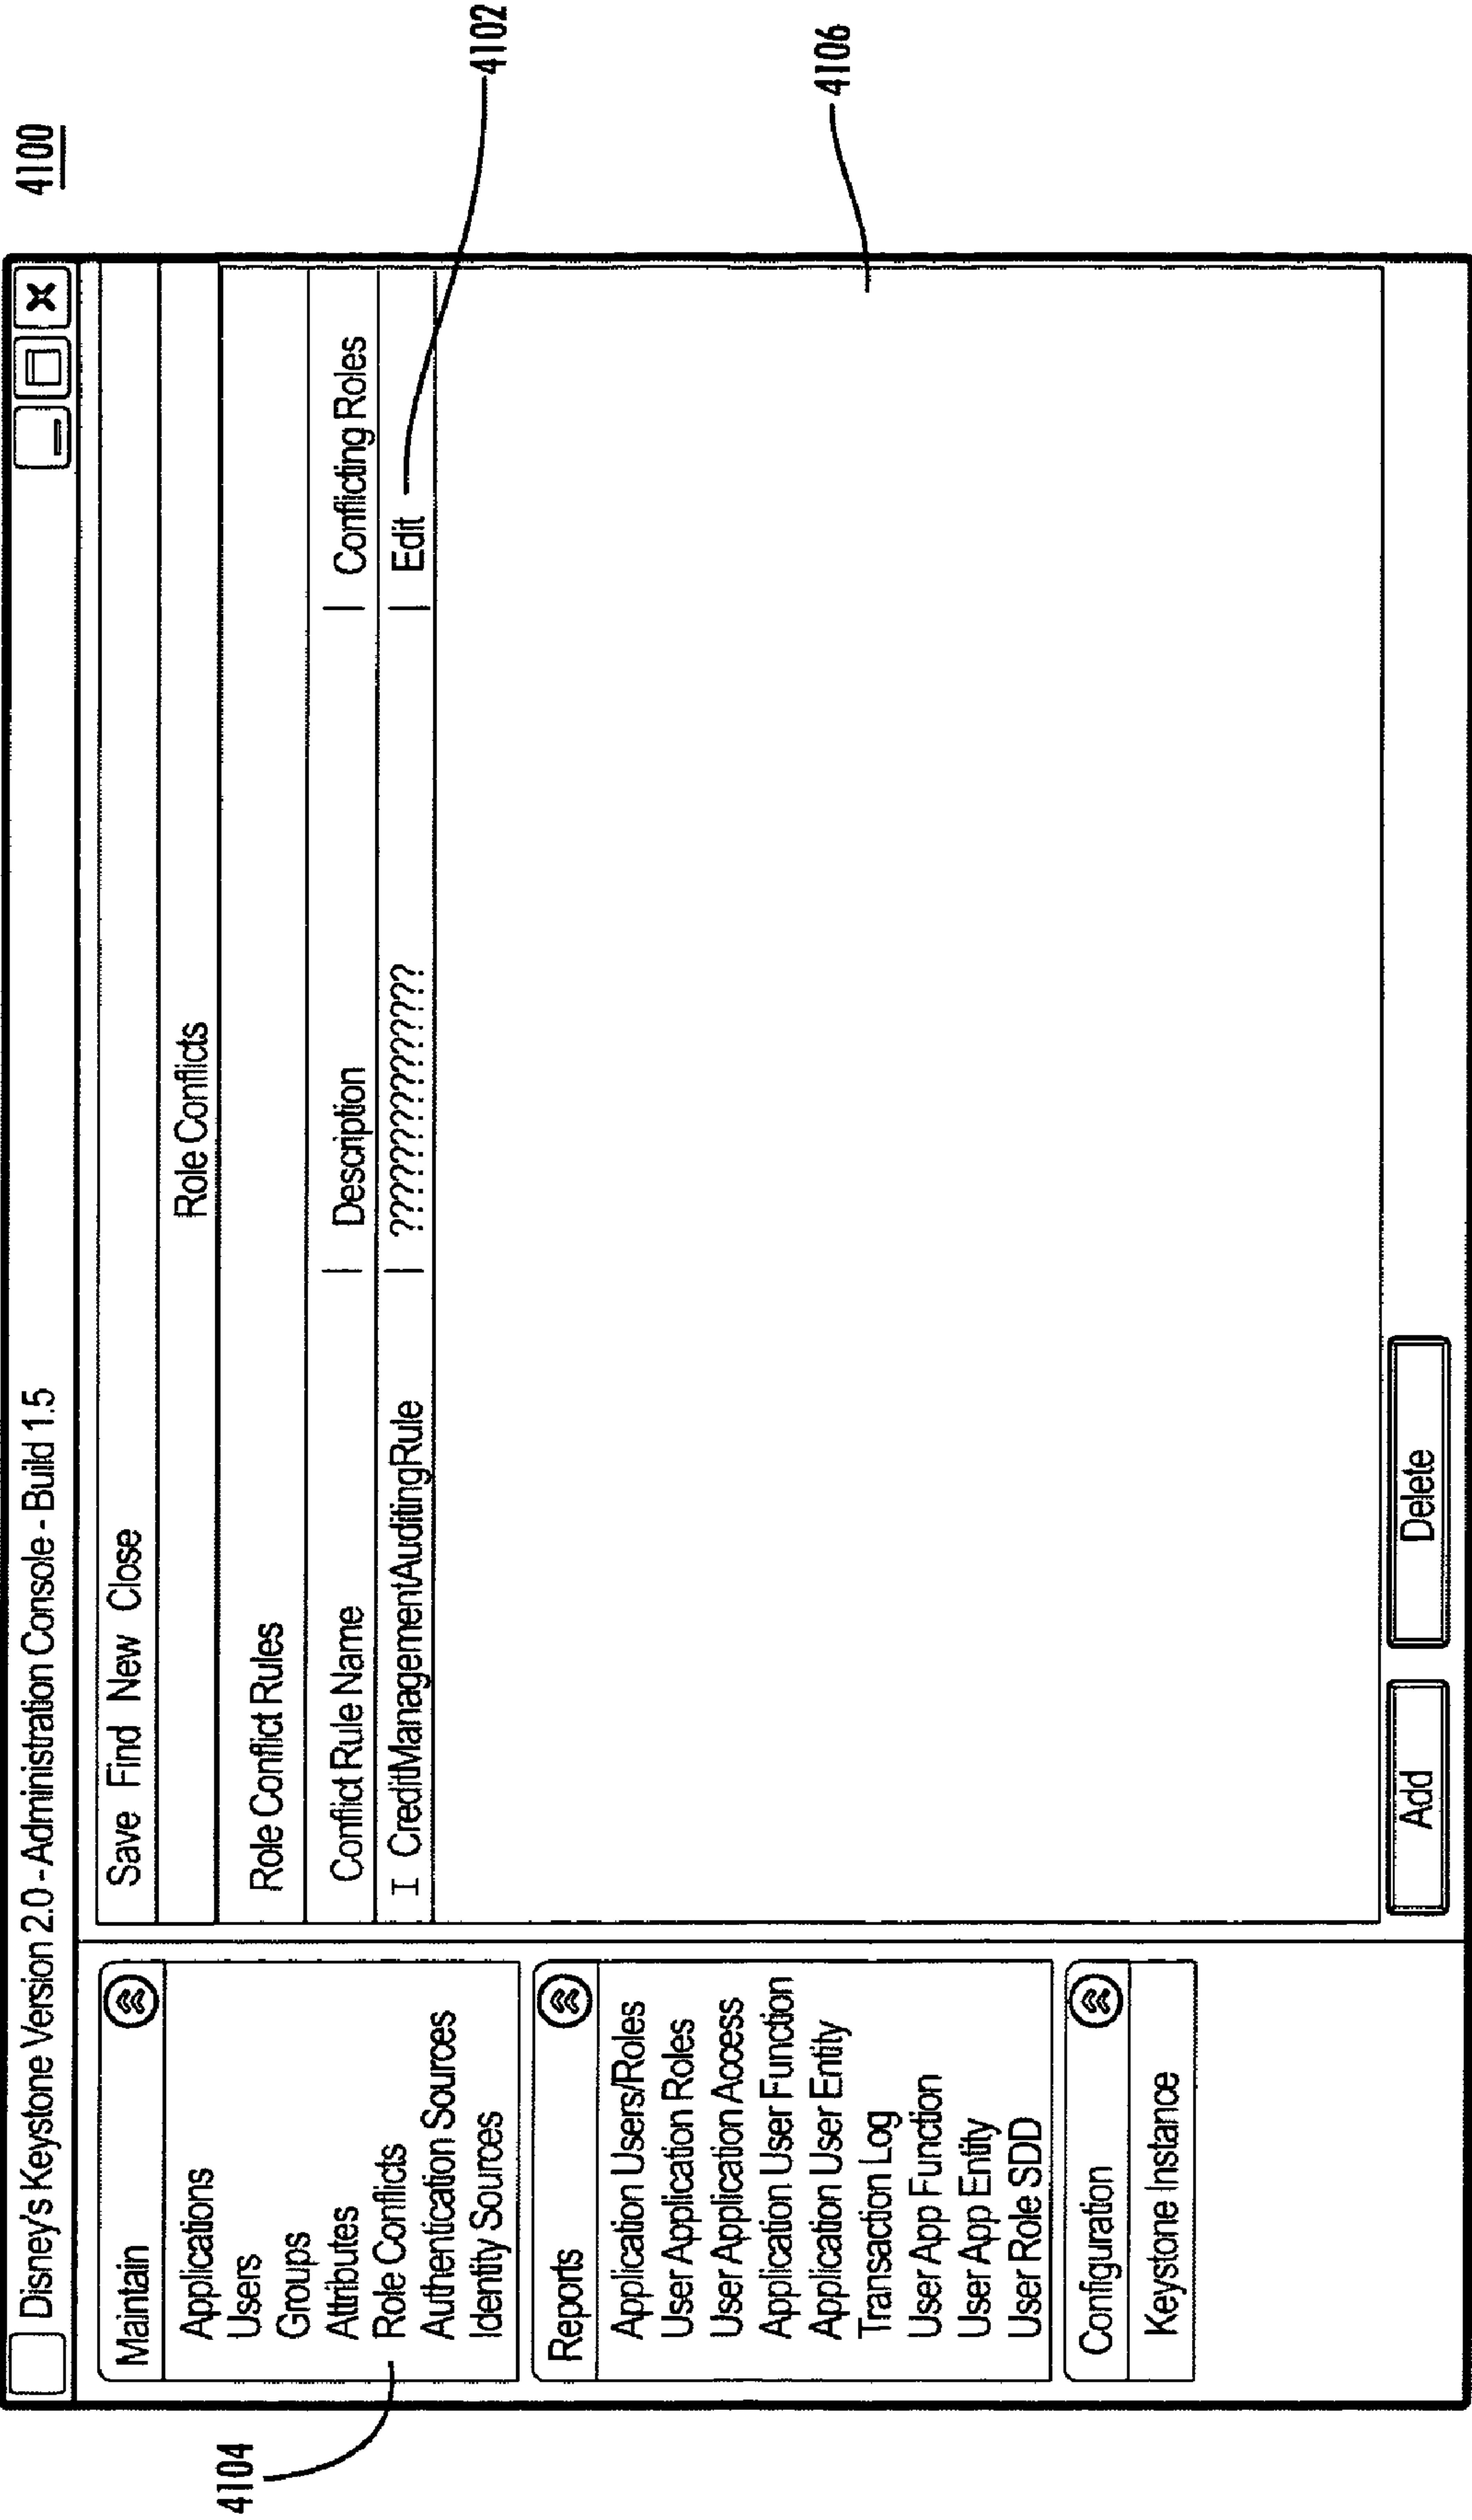 4100
Disney's Keystone Version 2.0 - Administration Console - Build 1.5
Maintain
Applications
Users
Groups
Attributes
Role Conflicts
Authentication Sources
Identity Sources
4104
Reports
Application Users/Roles
User Application Roles
User Application Access
Application User Function
Application User Entity
Transaction Log
User App Function
User App Entity
User Role SDD
Configuration
Keystone Instance
Save Find New Close
Role Conflicts
Role Conflict Rules
Conflict Rule Name | Description | Conflicting Roles
I CreditManagementAuditingRule | ????????????????? | Edit
4102
4106
Add Delete